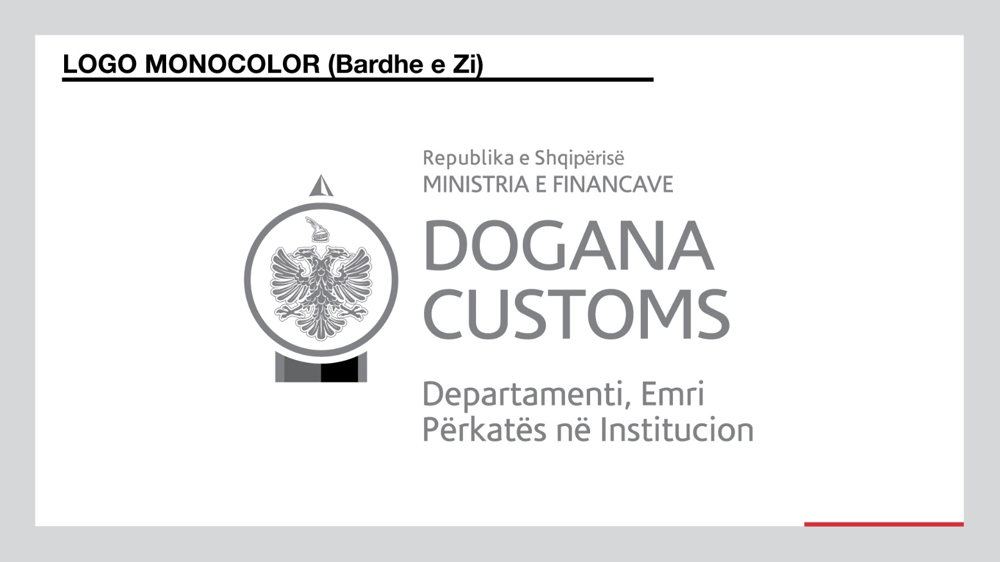 LOGO MONOCOLOR (Bardhe e Zi)
Republika e Shqipërisë
MINISTRIA E FINANCAVE
DOGANA
CUSTOMS
Departamenti, Emri
Përkatës në Institucion